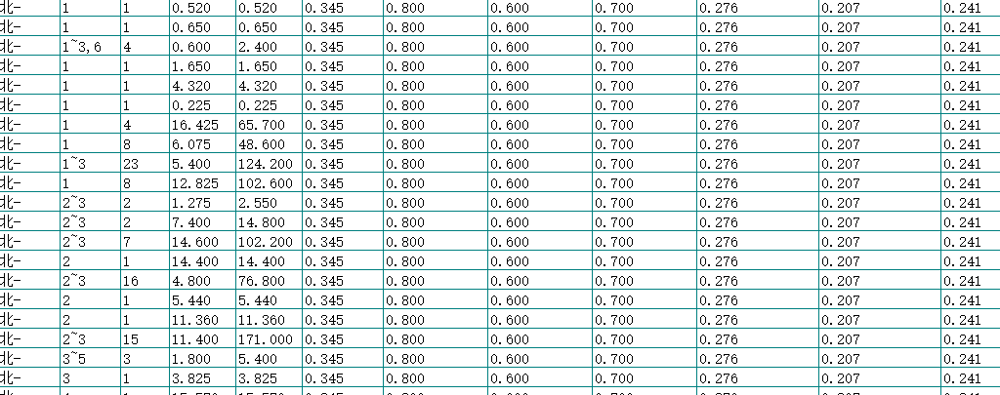 北- 1 1 0.520 0.520 0.345 0.800 0.600 0.700 0.276 0.207 0.241
北- 1 1 0.650 0.650 0.345 0.800 0.600 0.700 0.276 0.207 0.241
北- 1~3,6 4 0.600 2.400 0.345 0.800 0.600 0.700 0.276 0.207 0.241
北- 1 1 1.650 1.650 0.345 0.800 0.600 0.700 0.276 0.207 0.241
北- 1 1 4.320 4.320 0.345 0.800 0.600 0.700 0.276 0.207 0.241
北- 1 1 0.225 0.225 0.345 0.800 0.600 0.700 0.276 0.207 0.241
北- 1 4 16.425 65.700 0.345 0.800 0.600 0.700 0.276 0.207 0.241
北- 1 8 6.075 48.600 0.345 0.800 0.600 0.700 0.276 0.207 0.241
北- 1~3 23 5.400 124.200 0.345 0.800 0.600 0.700 0.276 0.207 0.241
北- 1 8 12.825 102.600 0.345 0.800 0.600 0.700 0.276 0.207 0.241
北- 2~3 2 1.275 2.550 0.345 0.800 0.600 0.700 0.276 0.207 0.241
北- 2~3 2 7.400 14.800 0.345 0.800 0.600 0.700 0.276 0.207 0.241
北- 2~3 7 14.600 102.200 0.345 0.800 0.600 0.700 0.276 0.207 0.241
北- 2 1 14.400 14.400 0.345 0.800 0.600 0.700 0.276 0.207 0.241
北- 2~3 16 4.800 76.800 0.345 0.800 0.600 0.700 0.276 0.207 0.241
北- 2 1 5.440 5.440 0.345 0.800 0.600 0.700 0.276 0.207 0.241
北- 2 1 11.360 11.360 0.345 0.800 0.600 0.700 0.276 0.207 0.241
北- 2~3 15 11.400 171.000 0.345 0.800 0.600 0.700 0.276 0.207 0.241
北- 3~5 3 1.800 5.400 0.345 0.800 0.600 0.700 0.276 0.207 0.241
北- 3 1 3.825 3.825 0.345 0.800 0.600 0.700 0.276 0.207 0.241